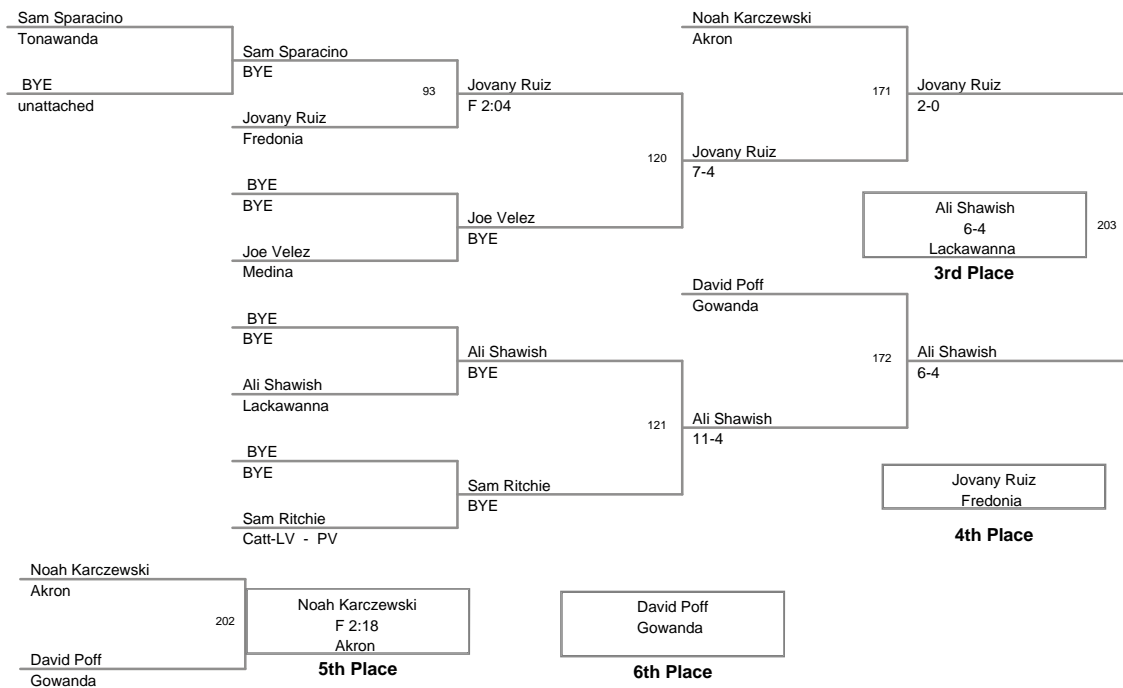 Sam Sparacino
Tonawanda
BYE
unattached
Sam Sparacino
BYE
93
Jovany Ruiz
Fredonia
BYE
BYE
Joe Velez
Medina
BYE
BYE
Ali Shawish
Lackawanna
BYE
BYE
Sam Ritchie
Catt-LV - PV
Jovany Ruiz
F 2:04
120
Joe Velez
BYE
Ali Shawish
BYE
121
Sam Ritchie
BYE
Noah Karczewski
Akron
171
Jovany Ruiz
7-4
David Poff
Gowanda
172
Ali Shawish
11-4
Jovany Ruiz
2-0
Ali Shawish
6-4
Lackawanna
203
3rd Place
Ali Shawish
6-4
Jovany Ruiz
Fredonia
4th Place
Noah Karczewski
Akron
202
David Poff
Gowanda
Noah Karczewski
F 2:18
Akron
5th Place
David Poff
Gowanda
6th Place